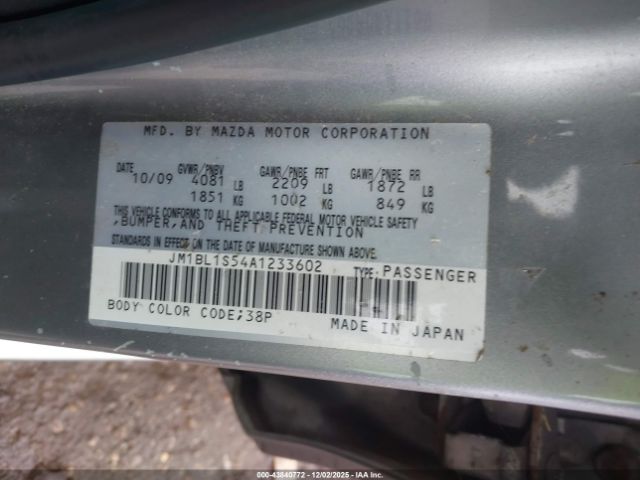 MFD. BY MAZDA MOTOR CORPORATION
DATE GVWR/PNBV GAWR/PNBE FRT GAWR/PNBE RR
10/09 4081 LB 2209 LB 1872 LB
1851 KG 1002 KG 849 KG
THIS VEHICLE CONFORMS TO ALL APPLICABLE FEDERAL MOTOR VEHICLE SAFETY
,BUMPER,AND THEFT PREVENTION
STANDARDS IN EFFECT ON THE DATE OF MANUFACTURE SHOWN ABOVE.
JM1BL1S54A1233602 TYPE:PASSENGER
BODY COLOR CODE;38P MADE IN JAPAN
000-43840772 - 12/02/2025 - COPYRIGHT IAA, LLC.